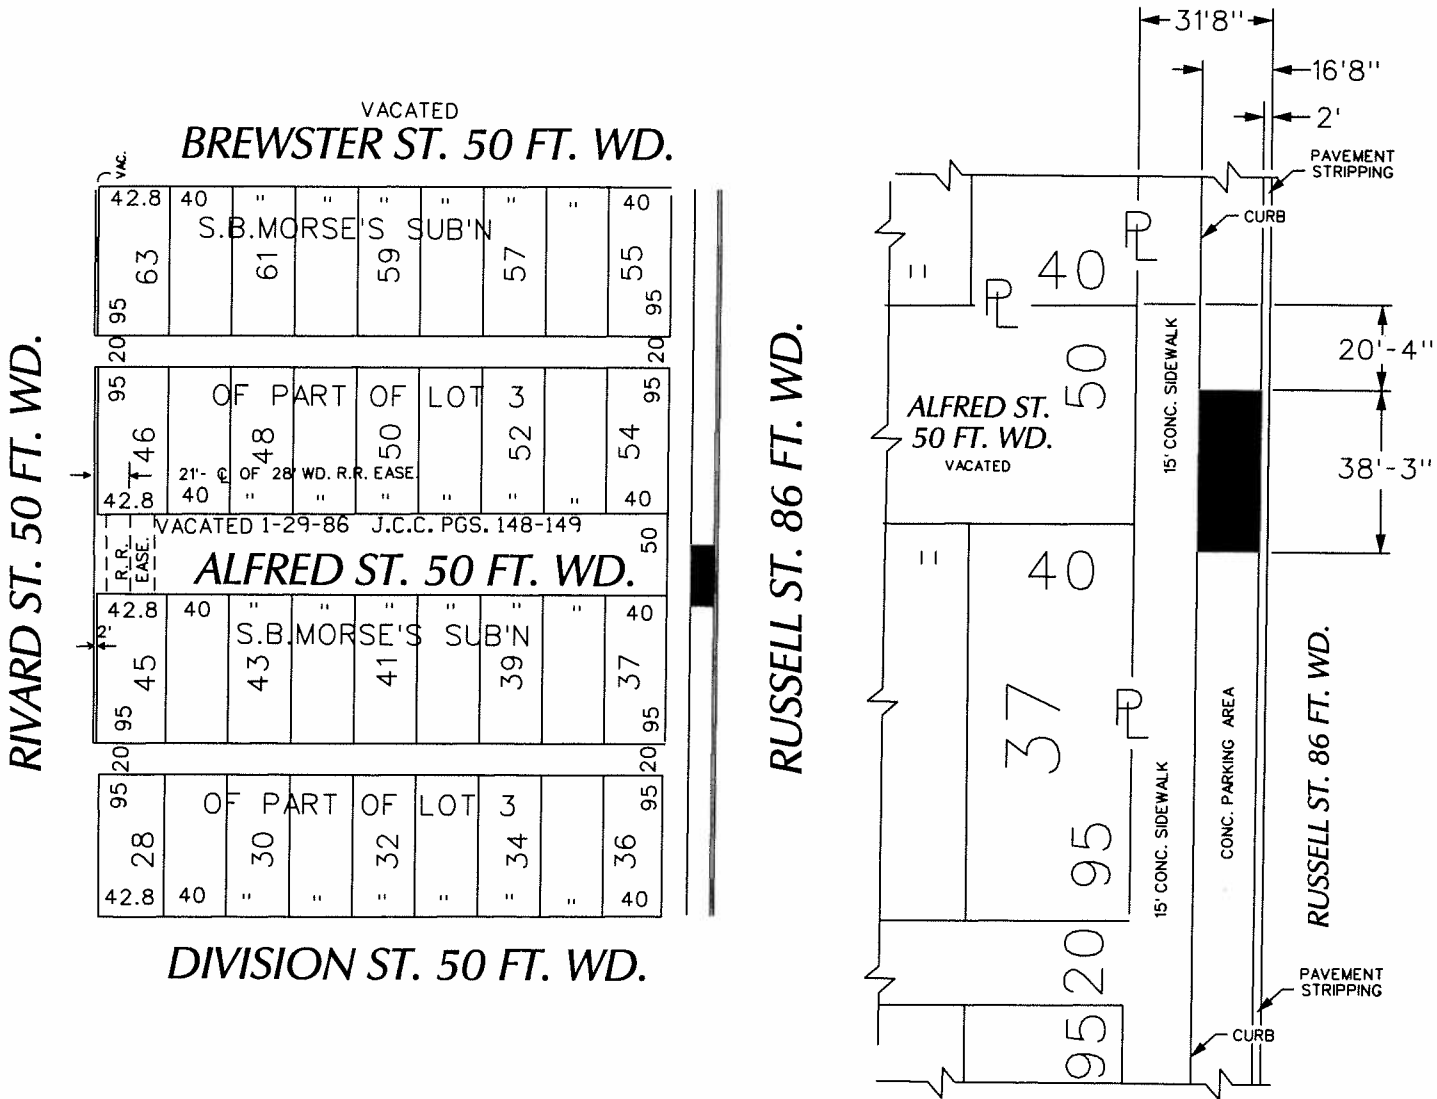 VACATED
BREWSTER ST. 50 FT. WD.
VAC.
42.8 40 " " " " " " 40
S.B.MORSE'S SUB'N
63 61 59 57 55
95 95
20 20
95 95
OF PART OF LOT 3
46 48 50 52 54
21'- ℄ OF 28' WD. R.R. EASE.
42.8 40 " " " " " " 40
VACATED 1-29-86 J.C.C. PGS. 148-149
50
R.R.
EASE.
ALFRED ST. 50 FT. WD.
42.8 40 " " " " " " 40
2'
S.B.MORSE'S SUB'N
45 43 41 39 37
95 95
20 20
95 95
OF PART OF LOT 3
28 30 32 34 36
42.8 40 " " " " " " 40
DIVISION ST. 50 FT. WD.
RIVARD ST. 50 FT. WD.
RUSSELL ST. 86 FT. WD.
31'8"
16'8"
2'
PAVEMENT
STRIPPING
CURB
PL
" 40
PL
15' CONC. SIDEWALK
20'-4"
50
ALFRED ST.
50 FT. WD.
VACATED
38'-3"
" 40
37
PL
95
15' CONC. SIDEWALK
CONC. PARKING AREA
RUSSELL ST. 86 FT. WD.
20
PAVEMENT
STRIPPING
95
CURB